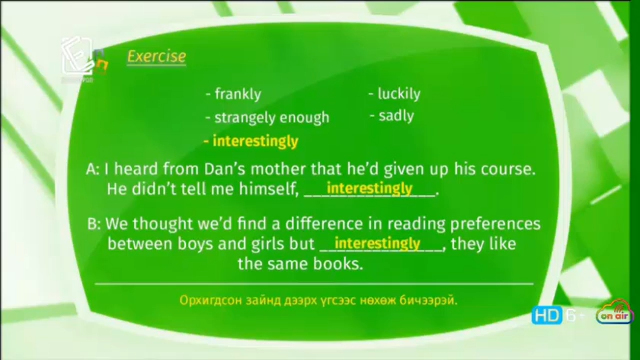 Exercise
- frankly
- luckily
- strangely enough
- sadly
- interestingly
A: I heard from Dan's mother that he'd given up his course.
He didn't tell me himself, interestingly.
B: We thought we'd find a difference in reading preferences
between boys and girls but interestingly, they like
the same books.
Орхигдсон зайнд дээрх үгсээс нөхөж бичээрэй.
HD 6+
on air